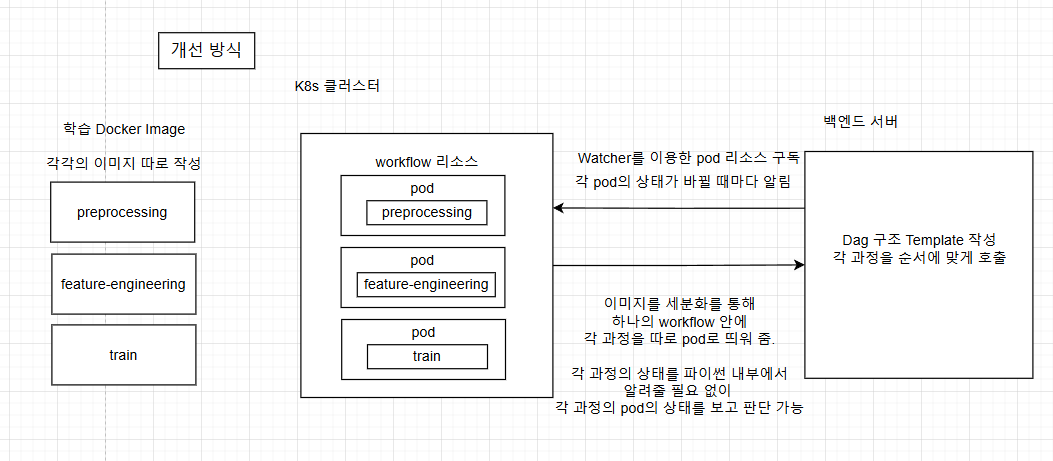 개선 방식
K8s 클러스터
학습 Docker Image
각각의 이미지 따로 작성
preprocessing
feature-engineering
train
workflow 리소스
pod
preprocessing
pod
feature-engineering
pod
train
Watcher를 이용한 pod 리소스 구독
각 pod의 상태가 바뀔 때마다 알림
이미지를 세분화를 통해
하나의 workflow 안에
각 과정을 따로 pod로 띄워 줌.
각 과정의 상태를 파이썬 내부에서
알려줄 필요 없이
각 과정의 pod의 상태를 보고 판단 가능
백엔드 서버
Dag 구조 Template 작성
각 과정을 순서에 맞게 호출